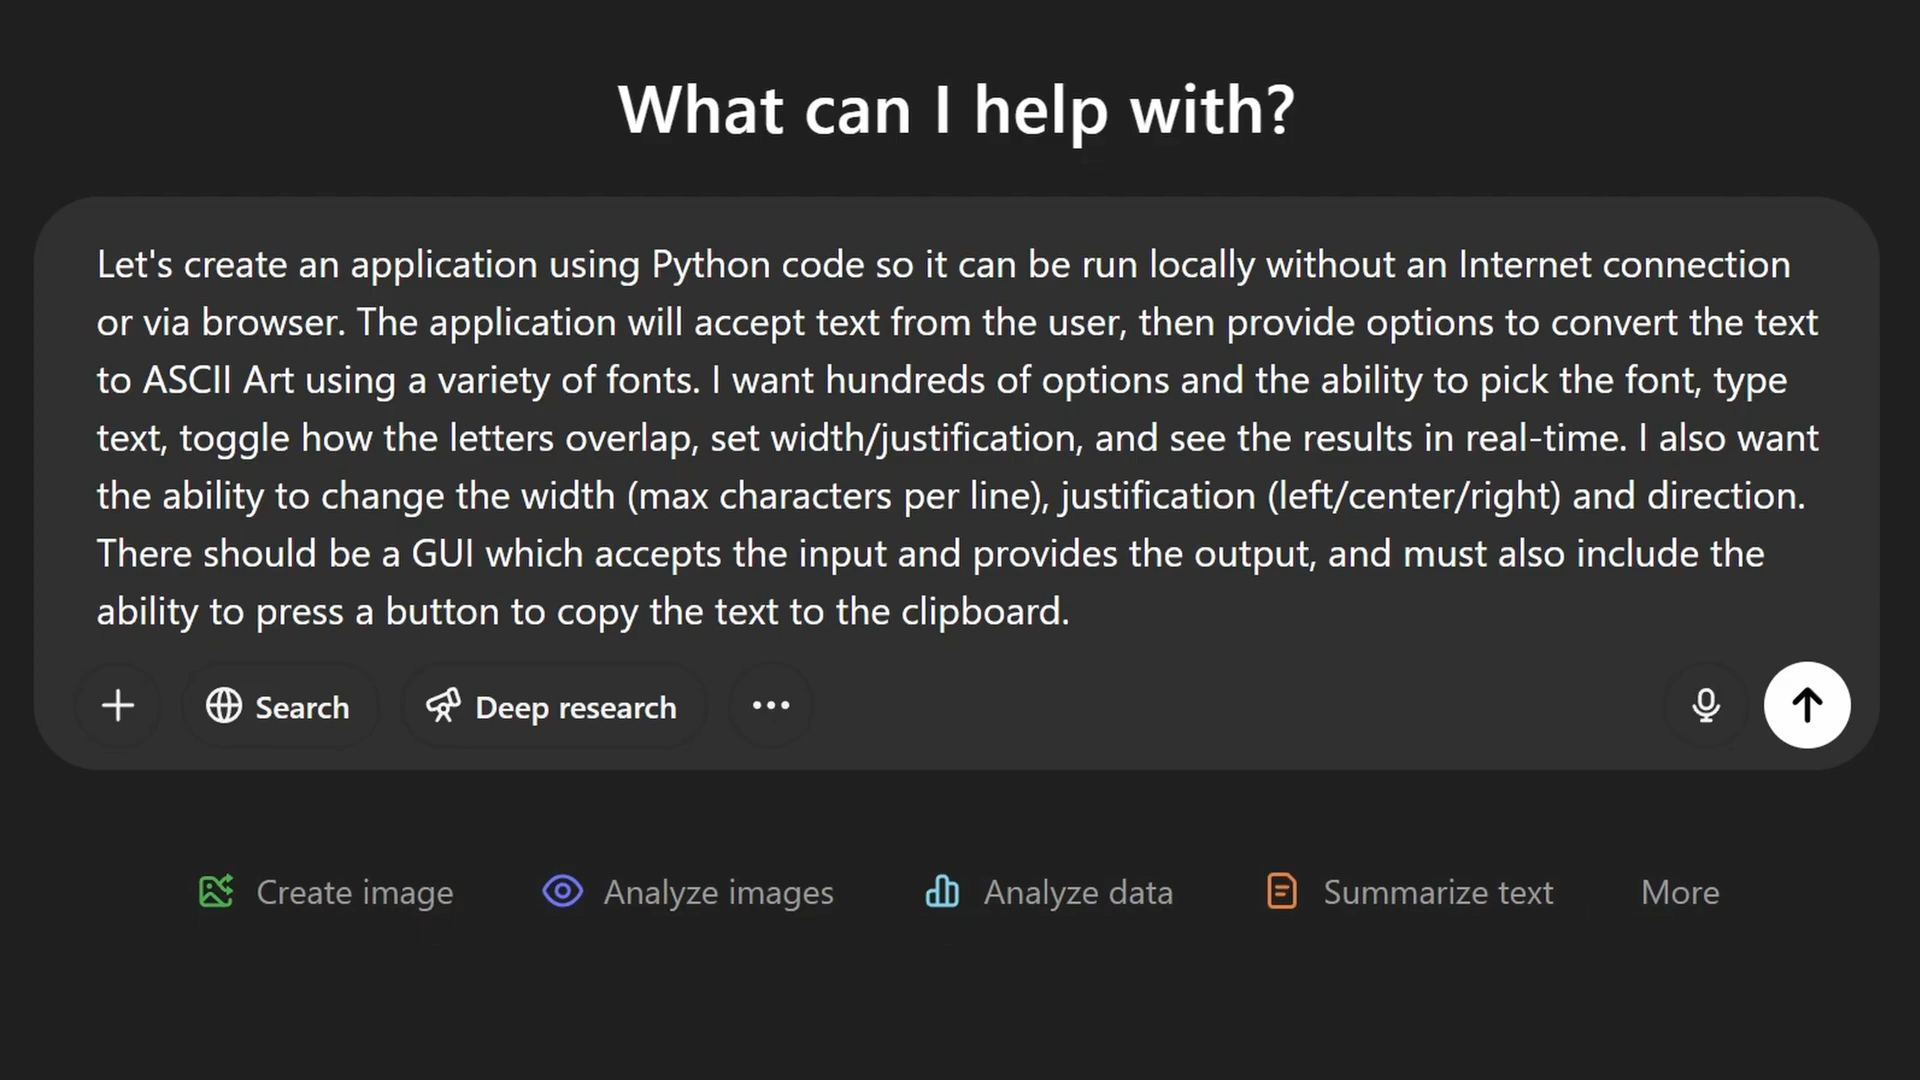 What can I help with?
Let's create an application using Python code so it can be run locally without an Internet connection
or via browser. The application will accept text from the user, then provide options to convert the text
to ASCII Art using a variety of fonts. I want hundreds of options and the ability to pick the font, type
text, toggle how the letters overlap, set width/justification, and see the results in real-time. I also want
the ability to change the width (max characters per line), justification (left/center/right) and direction.
There should be a GUI which accepts the input and provides the output, and must also include the
ability to press a button to copy the text to the clipboard.
Search
Deep research
Create image
Analyze images
Analyze data
Summarize text
More